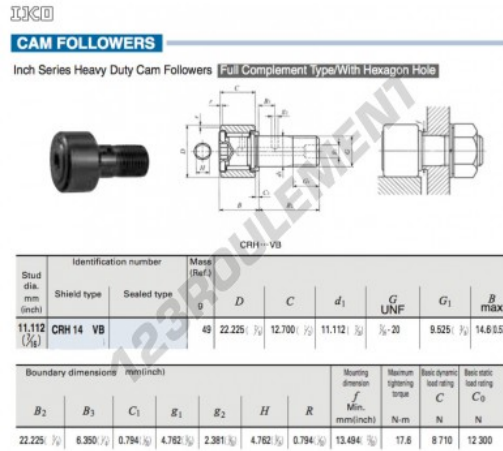 IKO
CAM FOLLOWERS
Inch Series Heavy Duty Cam Followers Full Complement Type/With Hexagon Hole
CRH···VB
Stud dia. mm (inch) Identification number Shield type Sealed type Mass (Ref.) g D C d1 G UNF G1 B max
11.112 (7/16) CRH 14 VB 49 22.225 12.700 11.112 -20 9.525 14.6
Boundary dimensions mm(inch) Mounting dimension f Min. mm(inch) Maximum tightening torque N-m Basic dynamic load rating C N Basic static load rating C0 N
B2 B3 C1 g1 g2 H R
22.225 6.350 0.794 4.762 2.381 4.762 0.794 13.494 17.6 8 710 12 300
123ROULEMENT